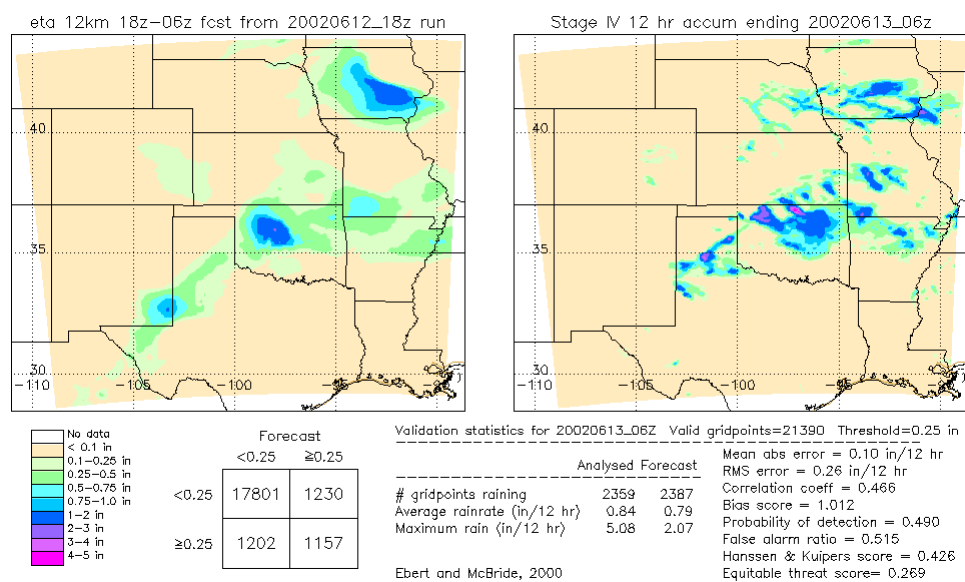 eta 12km 18z-06z fcst from 20020612_18z run
Stage IV 12 hr accum ending 20020613_06z
40
35
30
-110
-105
-100
-95
-90
40
35
30
-110
-105
-100
-95
-90
No data
< 0.1 in
0.1-0.25 in
0.25-0.5 in
0.5-0.75 in
0.75-1.0 in
1-2 in
2-3 in
3-4 in
4-5 in
Forecast
<0.25 ≥0.25
<0.25 17801 1230
≥0.25 1202 1157
Validation statistics for 20020613_06Z Valid gridpoints=21390 Threshold=0.25 in
Analysed Forecast
# gridpoints raining 2359 2387
Average rainrate (in/12 hr) 0.84 0.79
Maximum rain (in/12 hr) 5.08 2.07
Ebert and McBride, 2000
Mean abs error = 0.10 in/12 hr
RMS error = 0.26 in/12 hr
Correlation coeff = 0.466
Bias score = 1.012
Probability of detection = 0.490
False alarm ratio = 0.515
Hanssen & Kuipers score = 0.426
Equitable threat score= 0.269